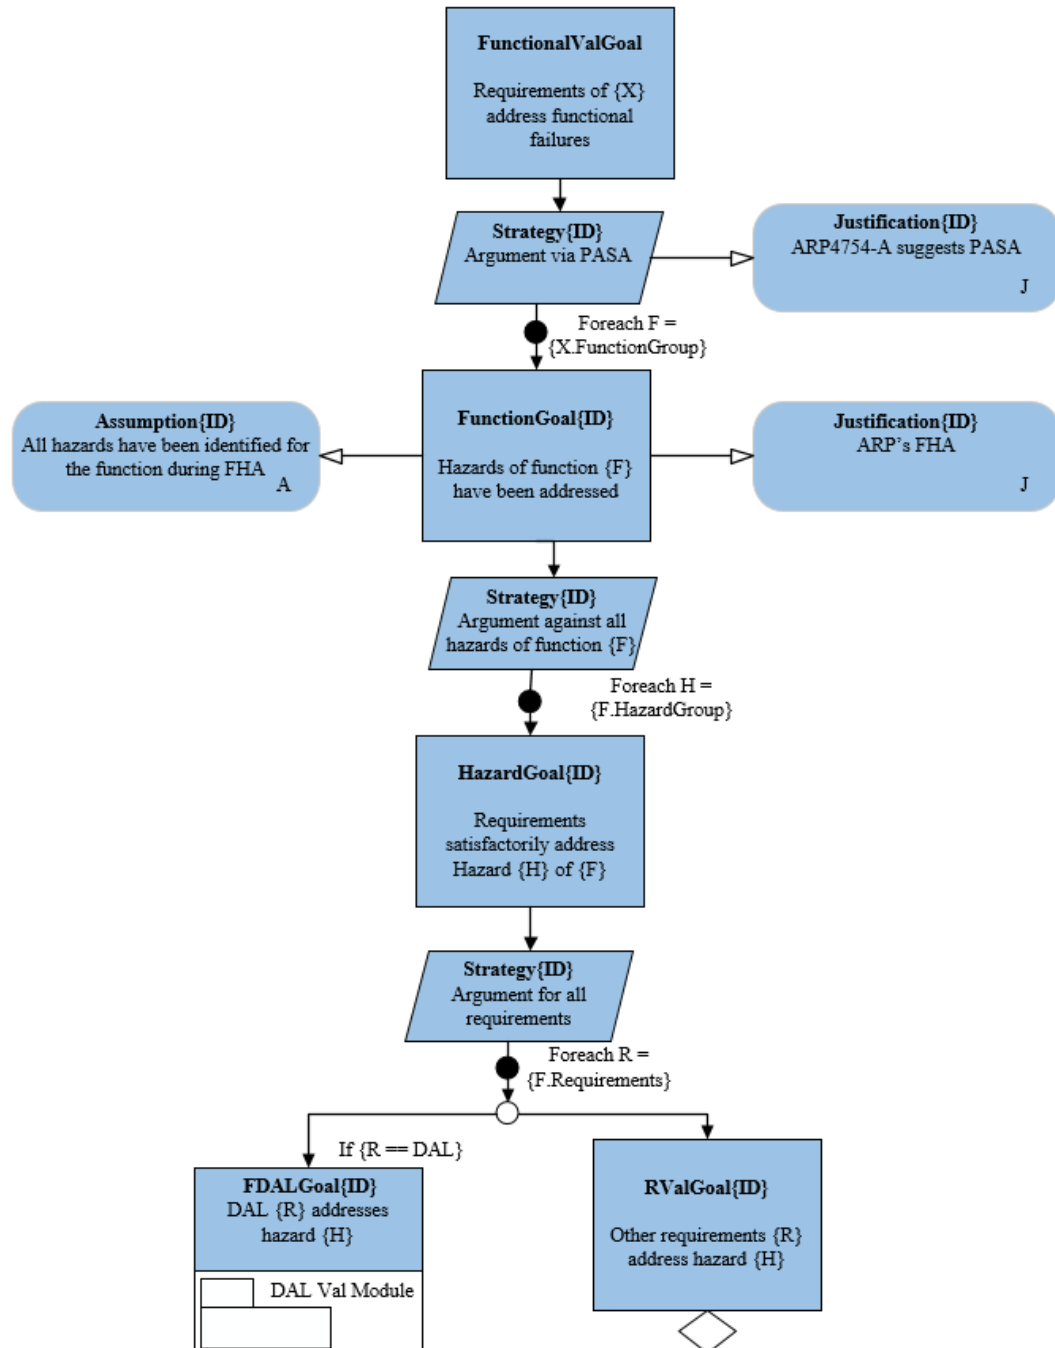 FunctionalValGoal
Requirements of {X}
address functional
failures
Strategy{ID}
Argument via PASA
Justification{ID}
ARP4754-A suggests PASA
J
Foreach F =
{X.FunctionGroup}
Assumption{ID}
All hazards have been identified for
the function during FHA
A
FunctionGoal{ID}
Hazards of function {F}
have been addressed
Justification{ID}
ARP's FHA
J
Strategy{ID}
Argument against all
hazards of function {F}
Foreach H =
{F.HazardGroup}
HazardGoal{ID}
Requirements
satisfactorily address
Hazard {H} of {F}
Strategy{ID}
Argument for all
requirements
Foreach R =
{F.Requirements}
If {R == DAL}
FDALGoal{ID}
DAL {R} addresses
hazard {H}
DAL Val Module
RValGoal{ID}
Other requirements {R}
address hazard {H}